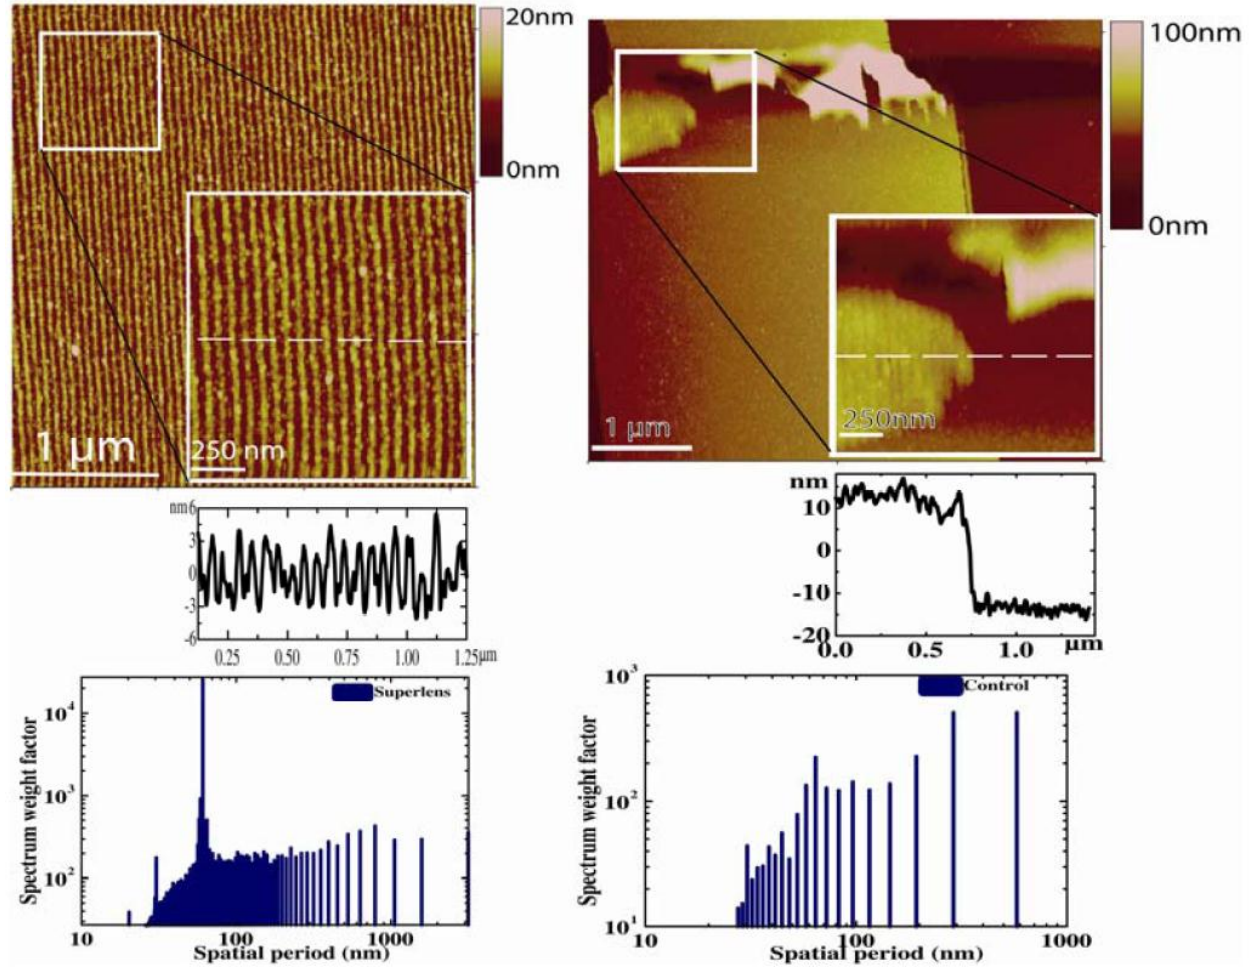 20nm
0nm
1 μm
250 nm
100nm
0nm
1 μm
250nm
nm6
3
0
-3
-6
0.25 0.50 0.75 1.00 1.25μm
nm
10
0
-10
-20
0.0 0.5 1.0 μm
Superlens
Spectrum weight factor
10⁴
10³
10²
10 100 1000
Spatial period (nm)
Control
Spectrum weight factor
10³
10²
10¹
10 100 1000
Spatial period (nm)